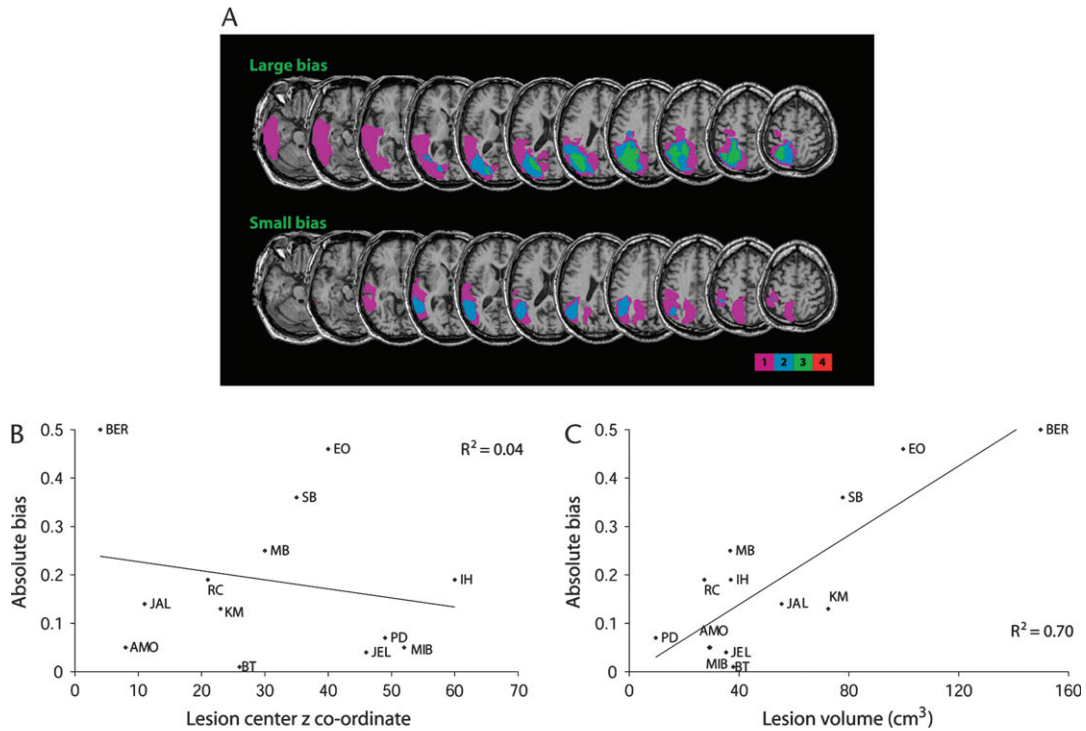 A
Large bias
Small bias
1 2 3 4
B
R² = 0.04
Absolute bias
0.5
0.4
0.3
0.2
0.1
0
BER
EO
SB
MB
RC
IH
JAL
KM
AMO
PD
JEL
MIB
BT
0 10 20 30 40 50 60 70
Lesion center z co-ordinate
C
Absolute bias
0.5
0.4
0.3
0.2
0.1
0
BER
EO
SB
MB
RC
IH
JAL
KM
PD
AMO
JEL
MIB
BT
R² = 0.70
0 40 80 120 160
Lesion volume (cm³)